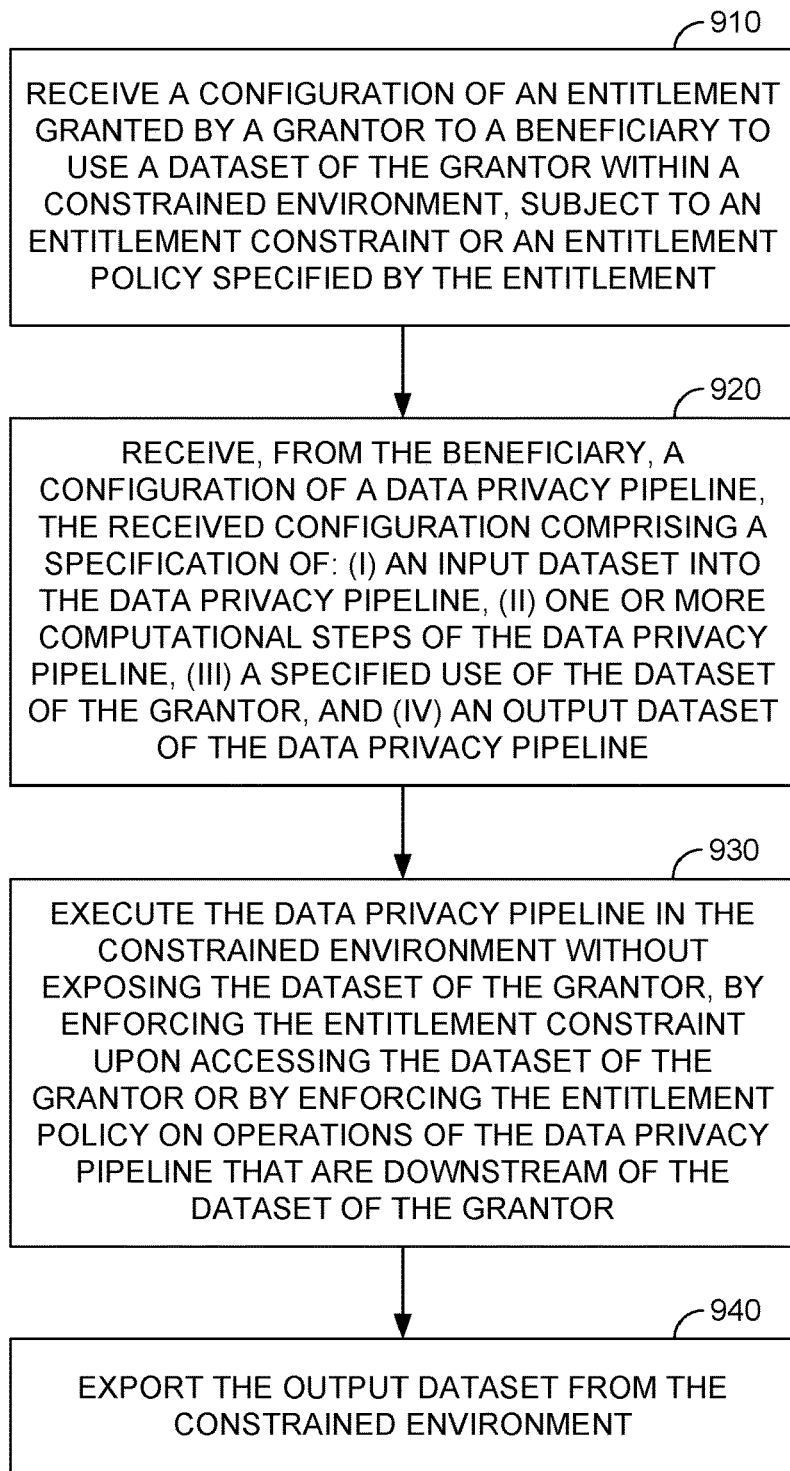 910
RECEIVE A CONFIGURATION OF AN ENTITLEMENT
GRANTED BY A GRANTOR TO A BENEFICIARY TO
USE A DATASET OF THE GRANTOR WITHIN A
CONSTRAINED ENVIRONMENT, SUBJECT TO AN
ENTITLEMENT CONSTRAINT OR AN ENTITLEMENT
POLICY SPECIFIED BY THE ENTITLEMENT
920
RECEIVE, FROM THE BENEFICIARY, A
CONFIGURATION OF A DATA PRIVACY PIPELINE,
THE RECEIVED CONFIGURATION COMPRISING A
SPECIFICATION OF: (I) AN INPUT DATASET INTO
THE DATA PRIVACY PIPELINE, (II) ONE OR MORE
COMPUTATIONAL STEPS OF THE DATA PRIVACY
PIPELINE, (III) A SPECIFIED USE OF THE DATASET
OF THE GRANTOR, AND (IV) AN OUTPUT DATASET
OF THE DATA PRIVACY PIPELINE
930
EXECUTE THE DATA PRIVACY PIPELINE IN THE
CONSTRAINED ENVIRONMENT WITHOUT
EXPOSING THE DATASET OF THE GRANTOR, BY
ENFORCING THE ENTITLEMENT CONSTRAINT
UPON ACCESSING THE DATASET OF THE
GRANTOR OR BY ENFORCING THE ENTITLEMENT
POLICY ON OPERATIONS OF THE DATA PRIVACY
PIPELINE THAT ARE DOWNSTREAM OF THE
DATASET OF THE GRANTOR
940
EXPORT THE OUTPUT DATASET FROM THE
CONSTRAINED ENVIRONMENT